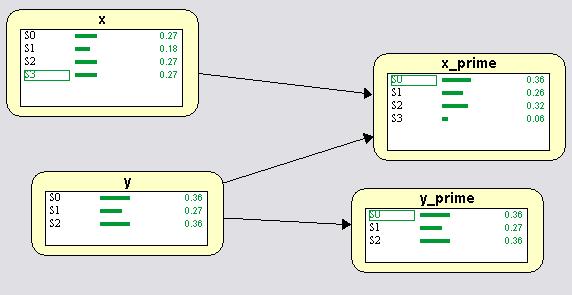 x
S0 0.27
S1 0.18
S2 0.27
S3 0.27
x_prime
S0 0.36
S1 0.26
S2 0.32
S3 0.06
y
S0 0.36
S1 0.27
S2 0.36
y_prime
S0 0.36
S1 0.27
S2 0.36